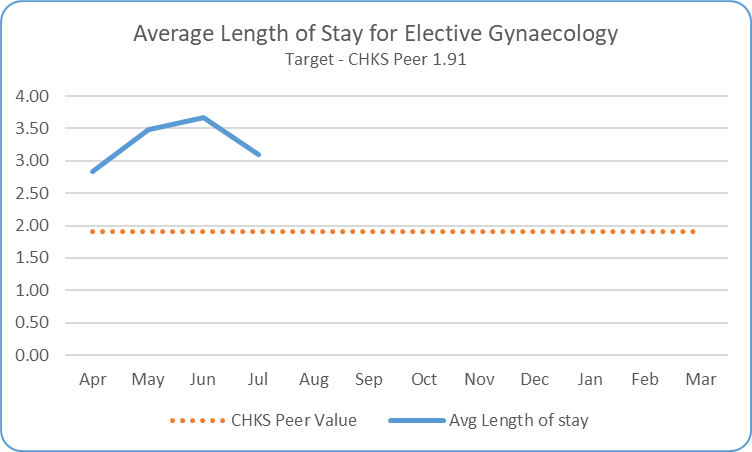 Average Length of Stay for Elective Gynaecology
Target - CHKS Peer 1.91
4.00
3.50
3.00
2.50
2.00
1.50
1.00
0.50
0.00
Apr May Jun Jul Aug Sep Oct Nov Dec Jan Feb Mar
CHKS Peer Value Avg Length of stay